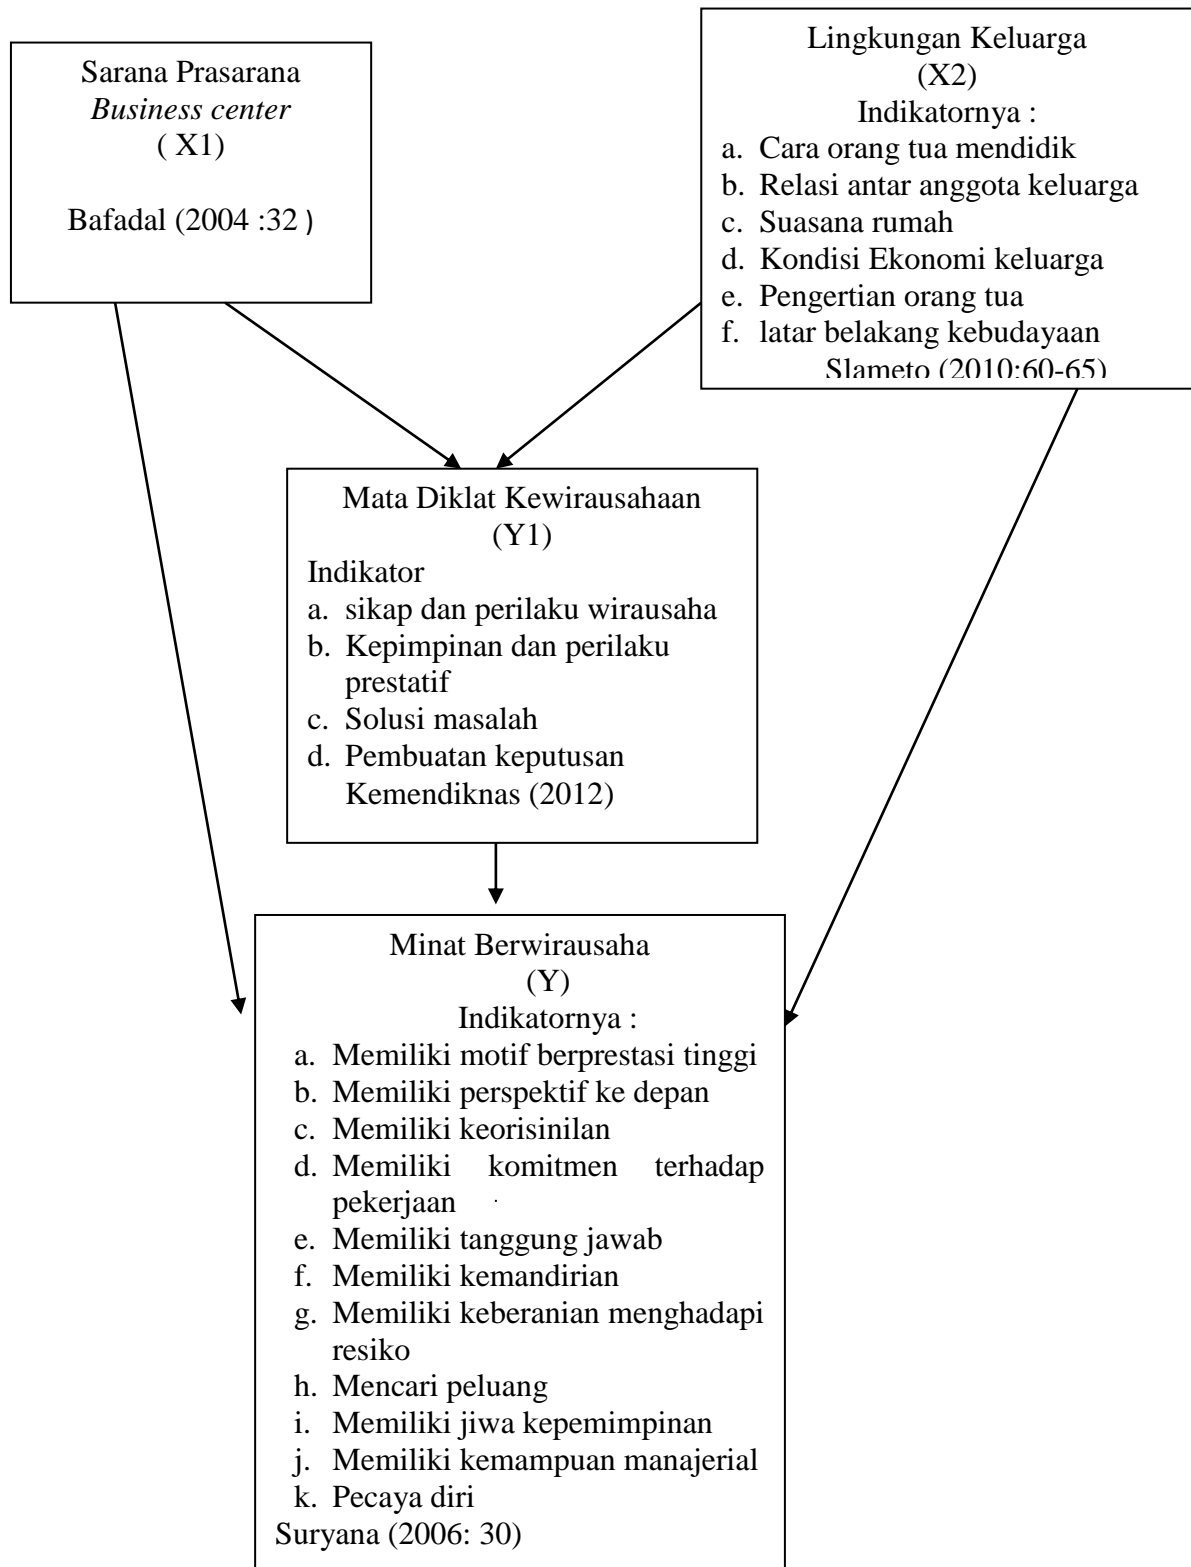 Sarana Prasarana
Business center
( X1)
Bafadal (2004 :32 )
Lingkungan Keluarga
(X2)
Indikatornya :
a. Cara orang tua mendidik
b. Relasi antar anggota keluarga
c. Suasana rumah
d. Kondisi Ekonomi keluarga
e. Pengertian orang tua
f. latar belakang kebudayaan
Slameto (2010:60-65)
Mata Diklat Kewirausahaan
(Y1)
Indikator
a. sikap dan perilaku wirausaha
b. Kepimpinan dan perilaku
prestatif
c. Solusi masalah
d. Pembuatan keputusan
Kemendiknas (2012)
Minat Berwirausaha
(Y)
Indikatornya :
a. Memiliki motif berprestasi tinggi
b. Memiliki perspektif ke depan
c. Memiliki keorisinilan
d. Memiliki komitmen terhadap
pekerjaan
e. Memiliki tanggung jawab
f. Memiliki kemandirian
g. Memiliki keberanian menghadapi
resiko
h. Mencari peluang
i. Memiliki jiwa kepemimpinan
j. Memiliki kemampuan manajerial
k. Pecaya diri
Suryana (2006: 30)